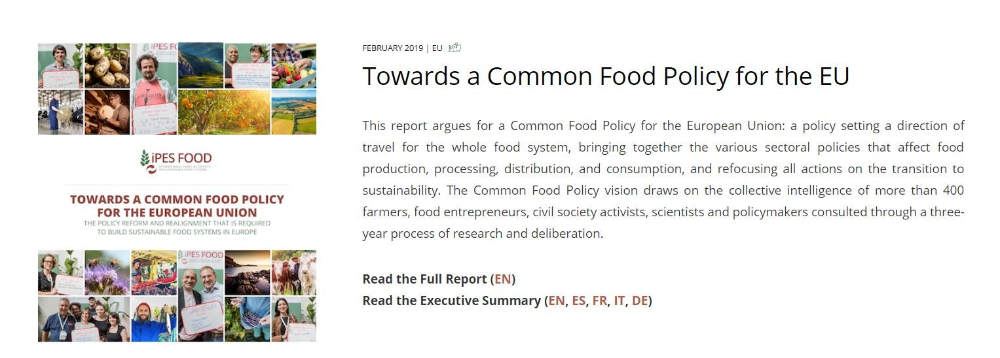 FEBRUARY 2019 | EU
Towards a Common Food Policy for the EU
This report argues for a Common Food Policy for the European Union: a policy setting a direction of
travel for the whole food system, bringing together the various sectoral policies that affect food
production, processing, distribution, and consumption, and refocusing all actions on the transition to
sustainability. The Common Food Policy vision draws on the collective intelligence of more than 400
farmers, food entrepreneurs, civil society activists, scientists and policymakers consulted through a three-
year process of research and deliberation.
Read the Full Report (EN)
Read the Executive Summary (EN, ES, FR, IT, DE)
iPES FOOD
INTERNATIONAL PANEL OF EXPERTS
ON SUSTAINABLE FOOD SYSTEMS
TOWARDS A COMMON FOOD POLICY
FOR THE EUROPEAN UNION
THE POLICY REFORM AND REALIGNMENT THAT IS REQUIRED
TO BUILD SUSTAINABLE FOOD SYSTEMS IN EUROPE
iPES FOOD